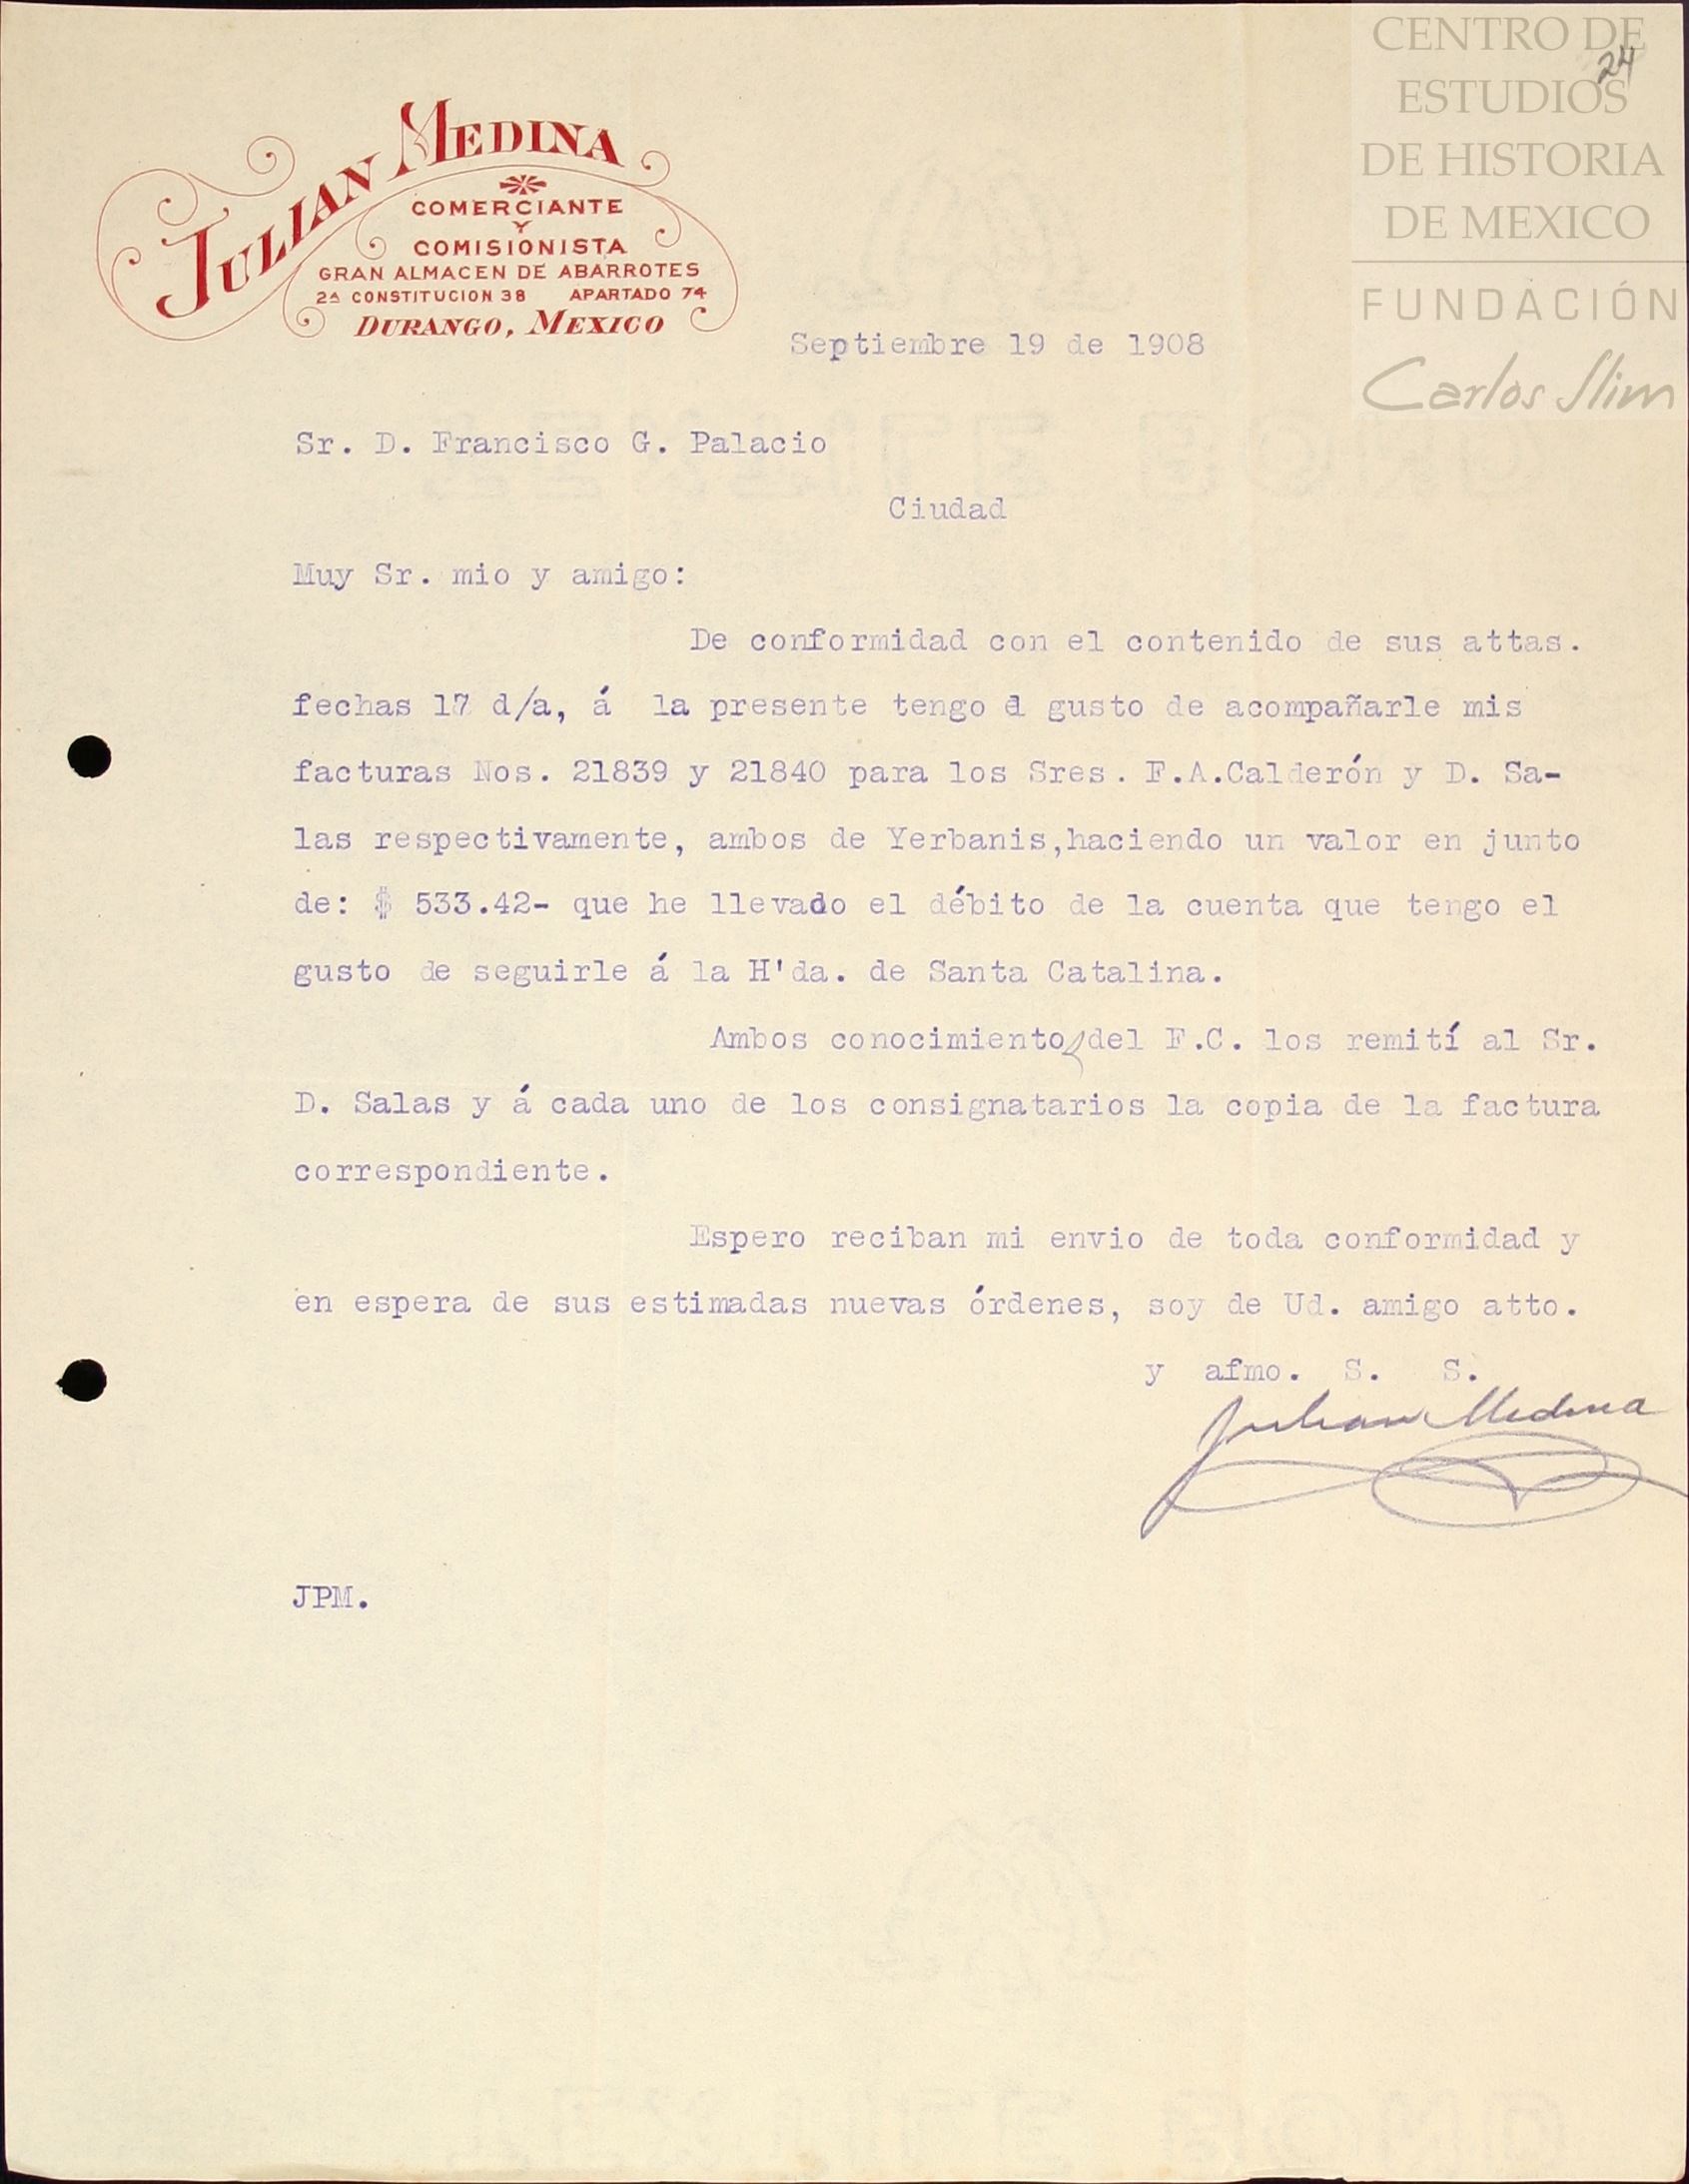 CENTRO DE
ESTUDIOS
DE HISTORIA
DE MEXICO
FUNDACIÓN
Carlos Slim
24
JULIAN MEDINA
COMERCIANTE
Y
COMISIONISTA
GRAN ALMACEN DE ABARROTES
2ª CONSTITUCION 38 APARTADO 74
DURANGO, MEXICO
Septiembre 19 de 1908
Sr. D. Francisco G. Palacio
Ciudad
Muy Sr. mio y amigo:
De conformidad con el contenido de sus attas.
fechas 17 d/a, á la presente tengo el gusto de acompañarle mis
facturas Nos. 21839 y 21840 para los Sres. F.A.Calderón y D. Sa-
las respectivamente, ambos de Yerbanis,haciendo un valor en junto
de: $ 533.42- que he llevado el débito de la cuenta que tengo el
gusto de seguirle á la H'da. de Santa Catalina.
Ambos conocimientos del F.C. los remití al Sr.
D. Salas y á cada uno de los consignatarios la copia de la factura
correspondiente.
Espero reciban mi envio de toda conformidad y
en espera de sus estimadas nuevas órdenes, soy de Ud. amigo atto.
y afmo. S. S.
Julian Medina
JPM.